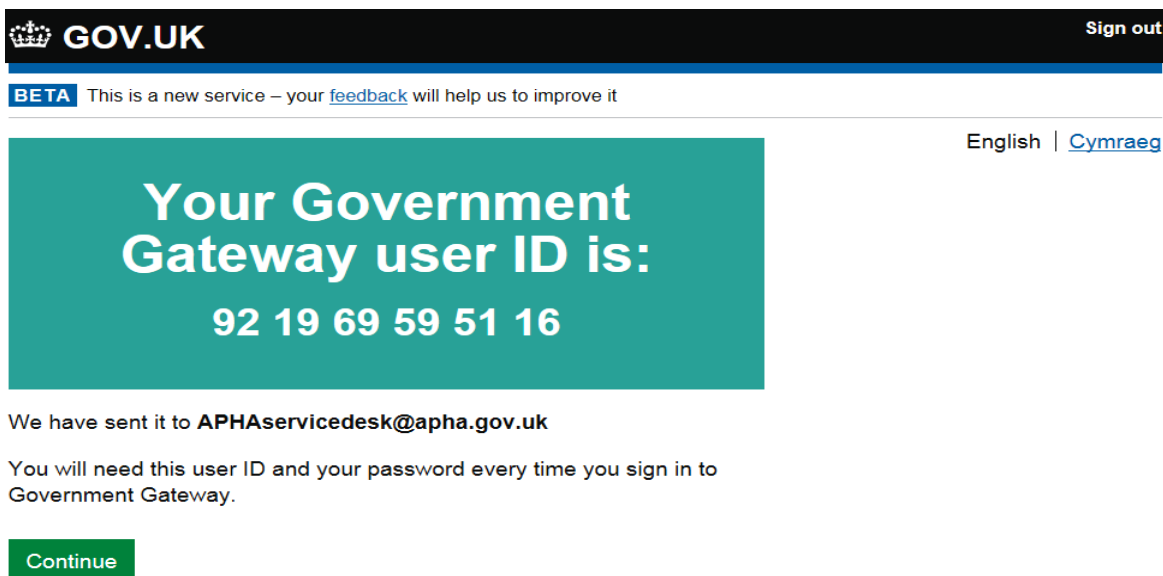 GOV.UK
Sign out
BETA This is a new service – your feedback will help us to improve it
English | Cymraeg
Your Government
Gateway user ID is:
92 19 69 59 51 16
We have sent it to APHAservicedesk@apha.gov.uk
You will need this user ID and your password every time you sign in to
Government Gateway.
Continue